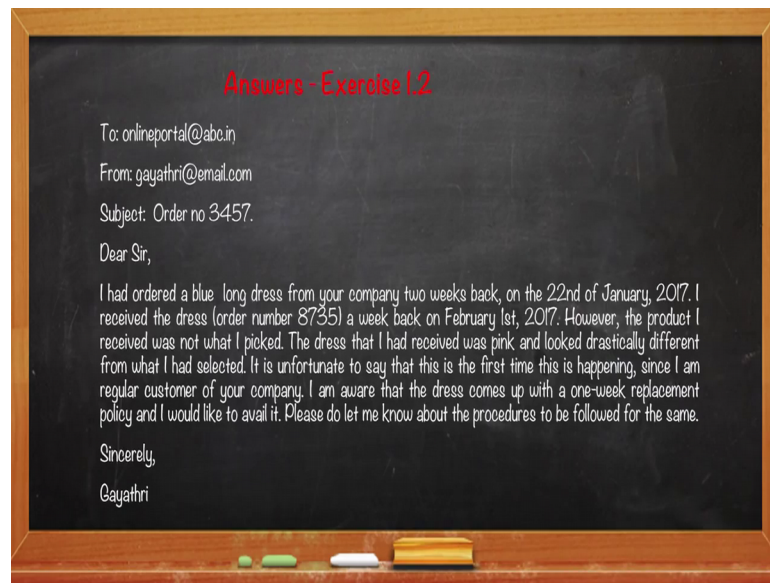 Answers - Exercise 1.2
To: onlineportal@abc.in
From: gayathri@email.com
Subject: Order no 3457.
Dear Sir,
I had ordered a blue long dress from your company two weeks back, on the 22nd of January, 2017. I
received the dress (order number 8735) a week back on February 1st, 2017. However, the product I
received was not what I picked. The dress that I had received was pink and looked drastically different
from what I had selected. It is unfortunate to say that this is the first time this is happening, since I am
regular customer of your company. I am aware that the dress comes up with a one-week replacement
policy and I would like to avail it. Please do let me know about the procedures to be followed for the same.
Sincerely,
Gayathri